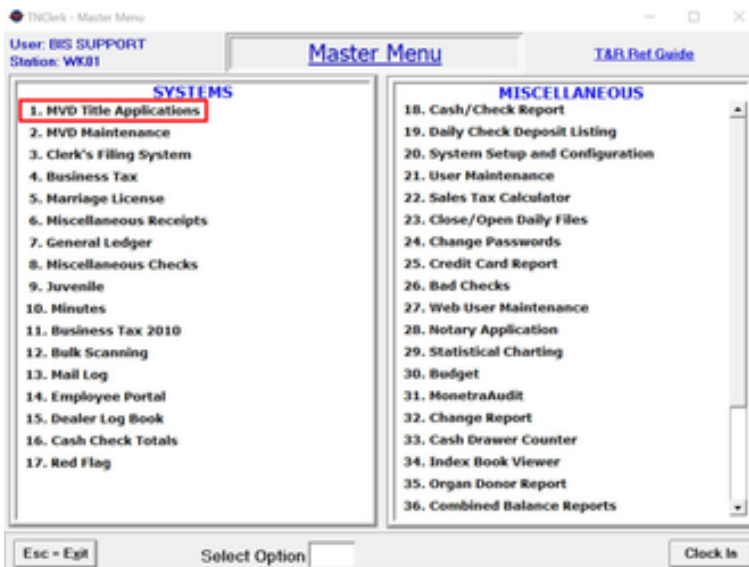 TNClerk - Master Menu
User: BIS SUPPORT
Station: WK01
Master Menu
T&R Ref Guide
SYSTEMS
1. MVD Title Applications
2. MVD Maintenance
3. Clerk's Filing System
4. Business Tax
5. Marriage License
6. Miscellaneous Receipts
7. General Ledger
8. Miscellaneous Checks
9. Juvenile
10. Minutes
11. Business Tax 2010
12. Bulk Scanning
13. Mail Log
14. Employee Portal
15. Dealer Log Book
16. Cash Check Totals
17. Red Flag
MISCELLANEOUS
18. Cash/Check Report
19. Daily Check Deposit Listing
20. System Setup and Configuration
21. User Maintenance
22. Sales Tax Calculator
23. Close/Open Daily Files
24. Change Passwords
25. Credit Card Report
26. Bad Checks
27. Web User Maintenance
28. Notary Application
29. Statistical Charting
30. Budget
31. MonetraAudit
32. Change Report
33. Cash Drawer Counter
34. Index Book Viewer
35. Organ Donor Report
36. Combined Balance Reports
Esc = Exit
Select Option
Clock In